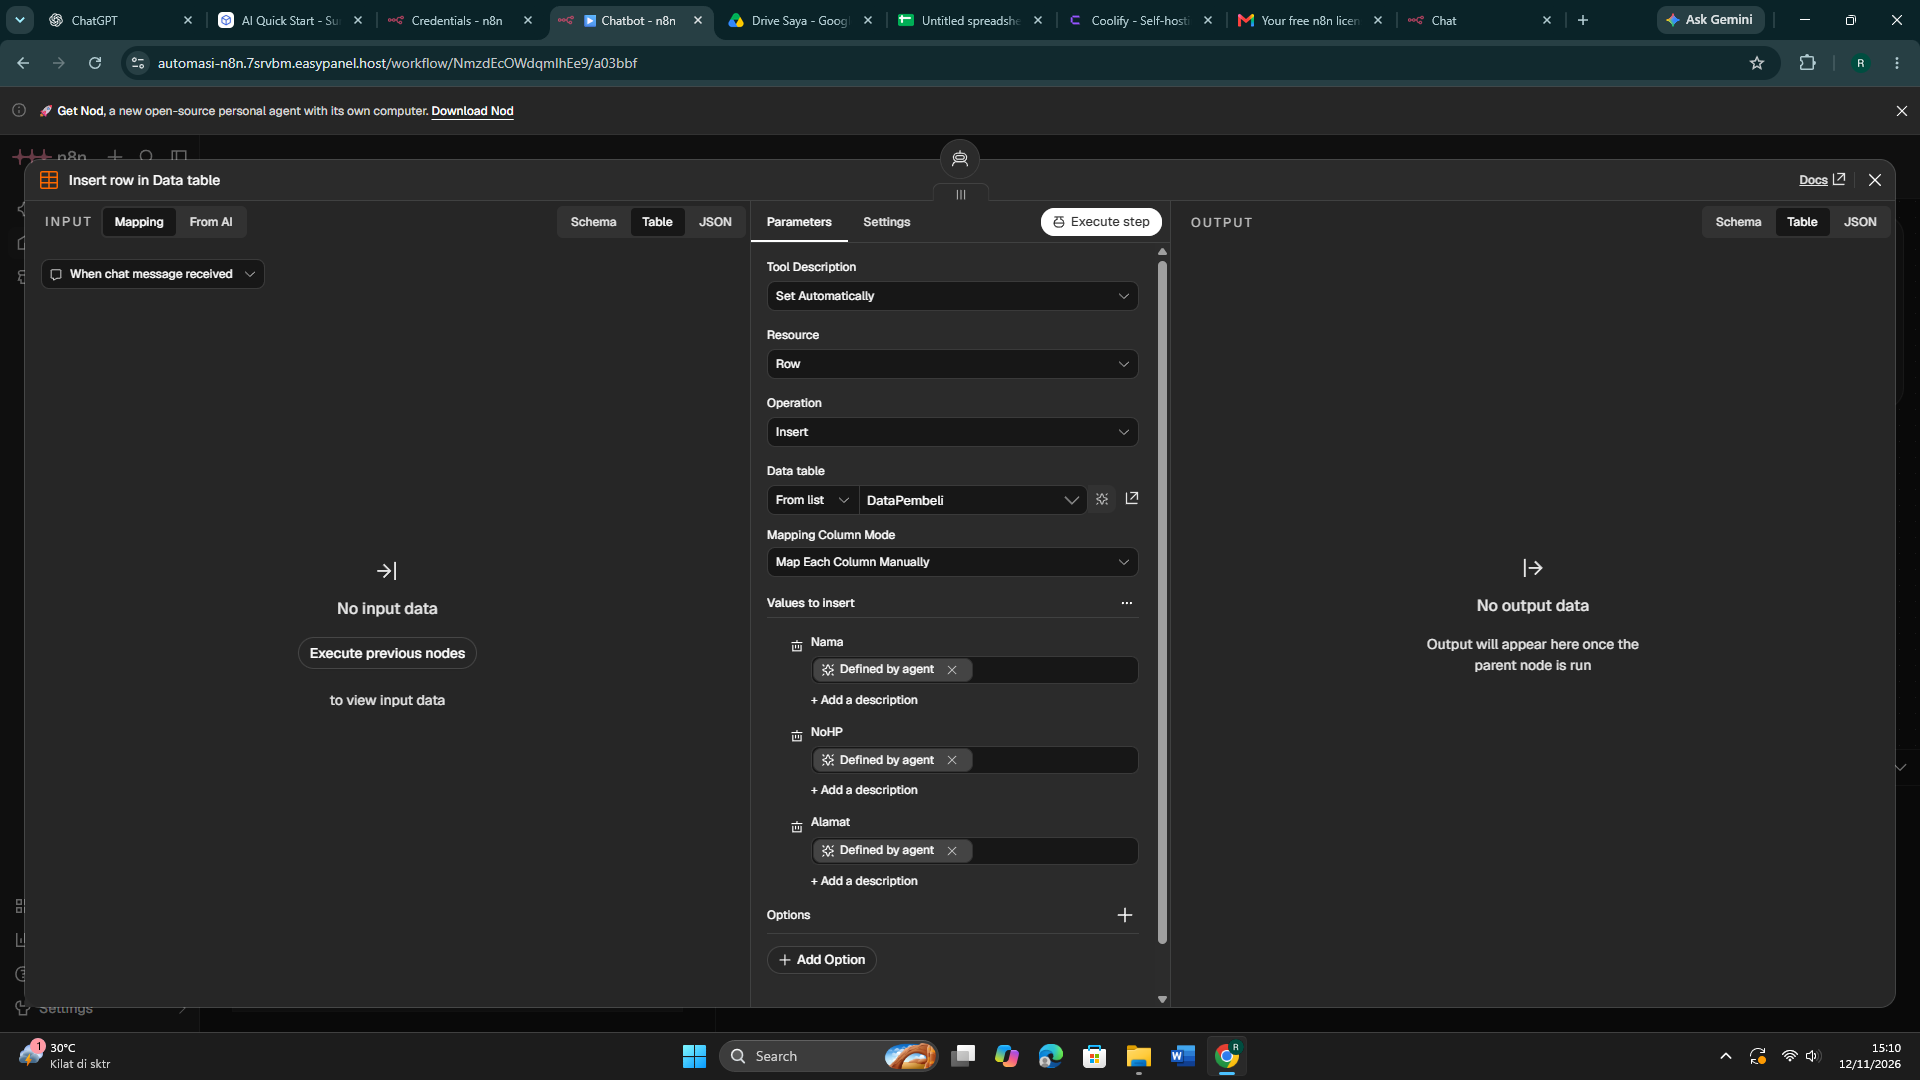 ChatGPT
AI Quick Start - Su
Credentials - n8n
Chatbot - n8n
Drive Saya - Googl
Untitled spreadshe
Coolify - Self-hosti
Your free n8n licen
Chat
Ask Gemini
automasi-n8n.7srvbm.easypanel.host/workflow/NmzdEcOWdqmlhEe9/a03bbf
R
🚀 Get Nod, a new open-source personal agent with its own computer. Download Nod
n8n
Insert row in Data table
Docs
INPUT
Mapping
From AI
Schema
Table
JSON
Parameters
Settings
Execute step
OUTPUT
Schema
Table
JSON
When chat message received
No input data
Execute previous nodes
to view input data
Tool Description
Set Automatically
Resource
Row
Operation
Insert
Data table
From list
DataPembeli
Mapping Column Mode
Map Each Column Manually
Values to insert
Nama
Defined by agent
+ Add a description
NoHP
Defined by agent
+ Add a description
Alamat
Defined by agent
+ Add a description
Options
Add Option
No output data
Output will appear here once the
parent node is run
Settings
1
30°C
Kilat di sktr
Search
R
15:10
12/11/2026